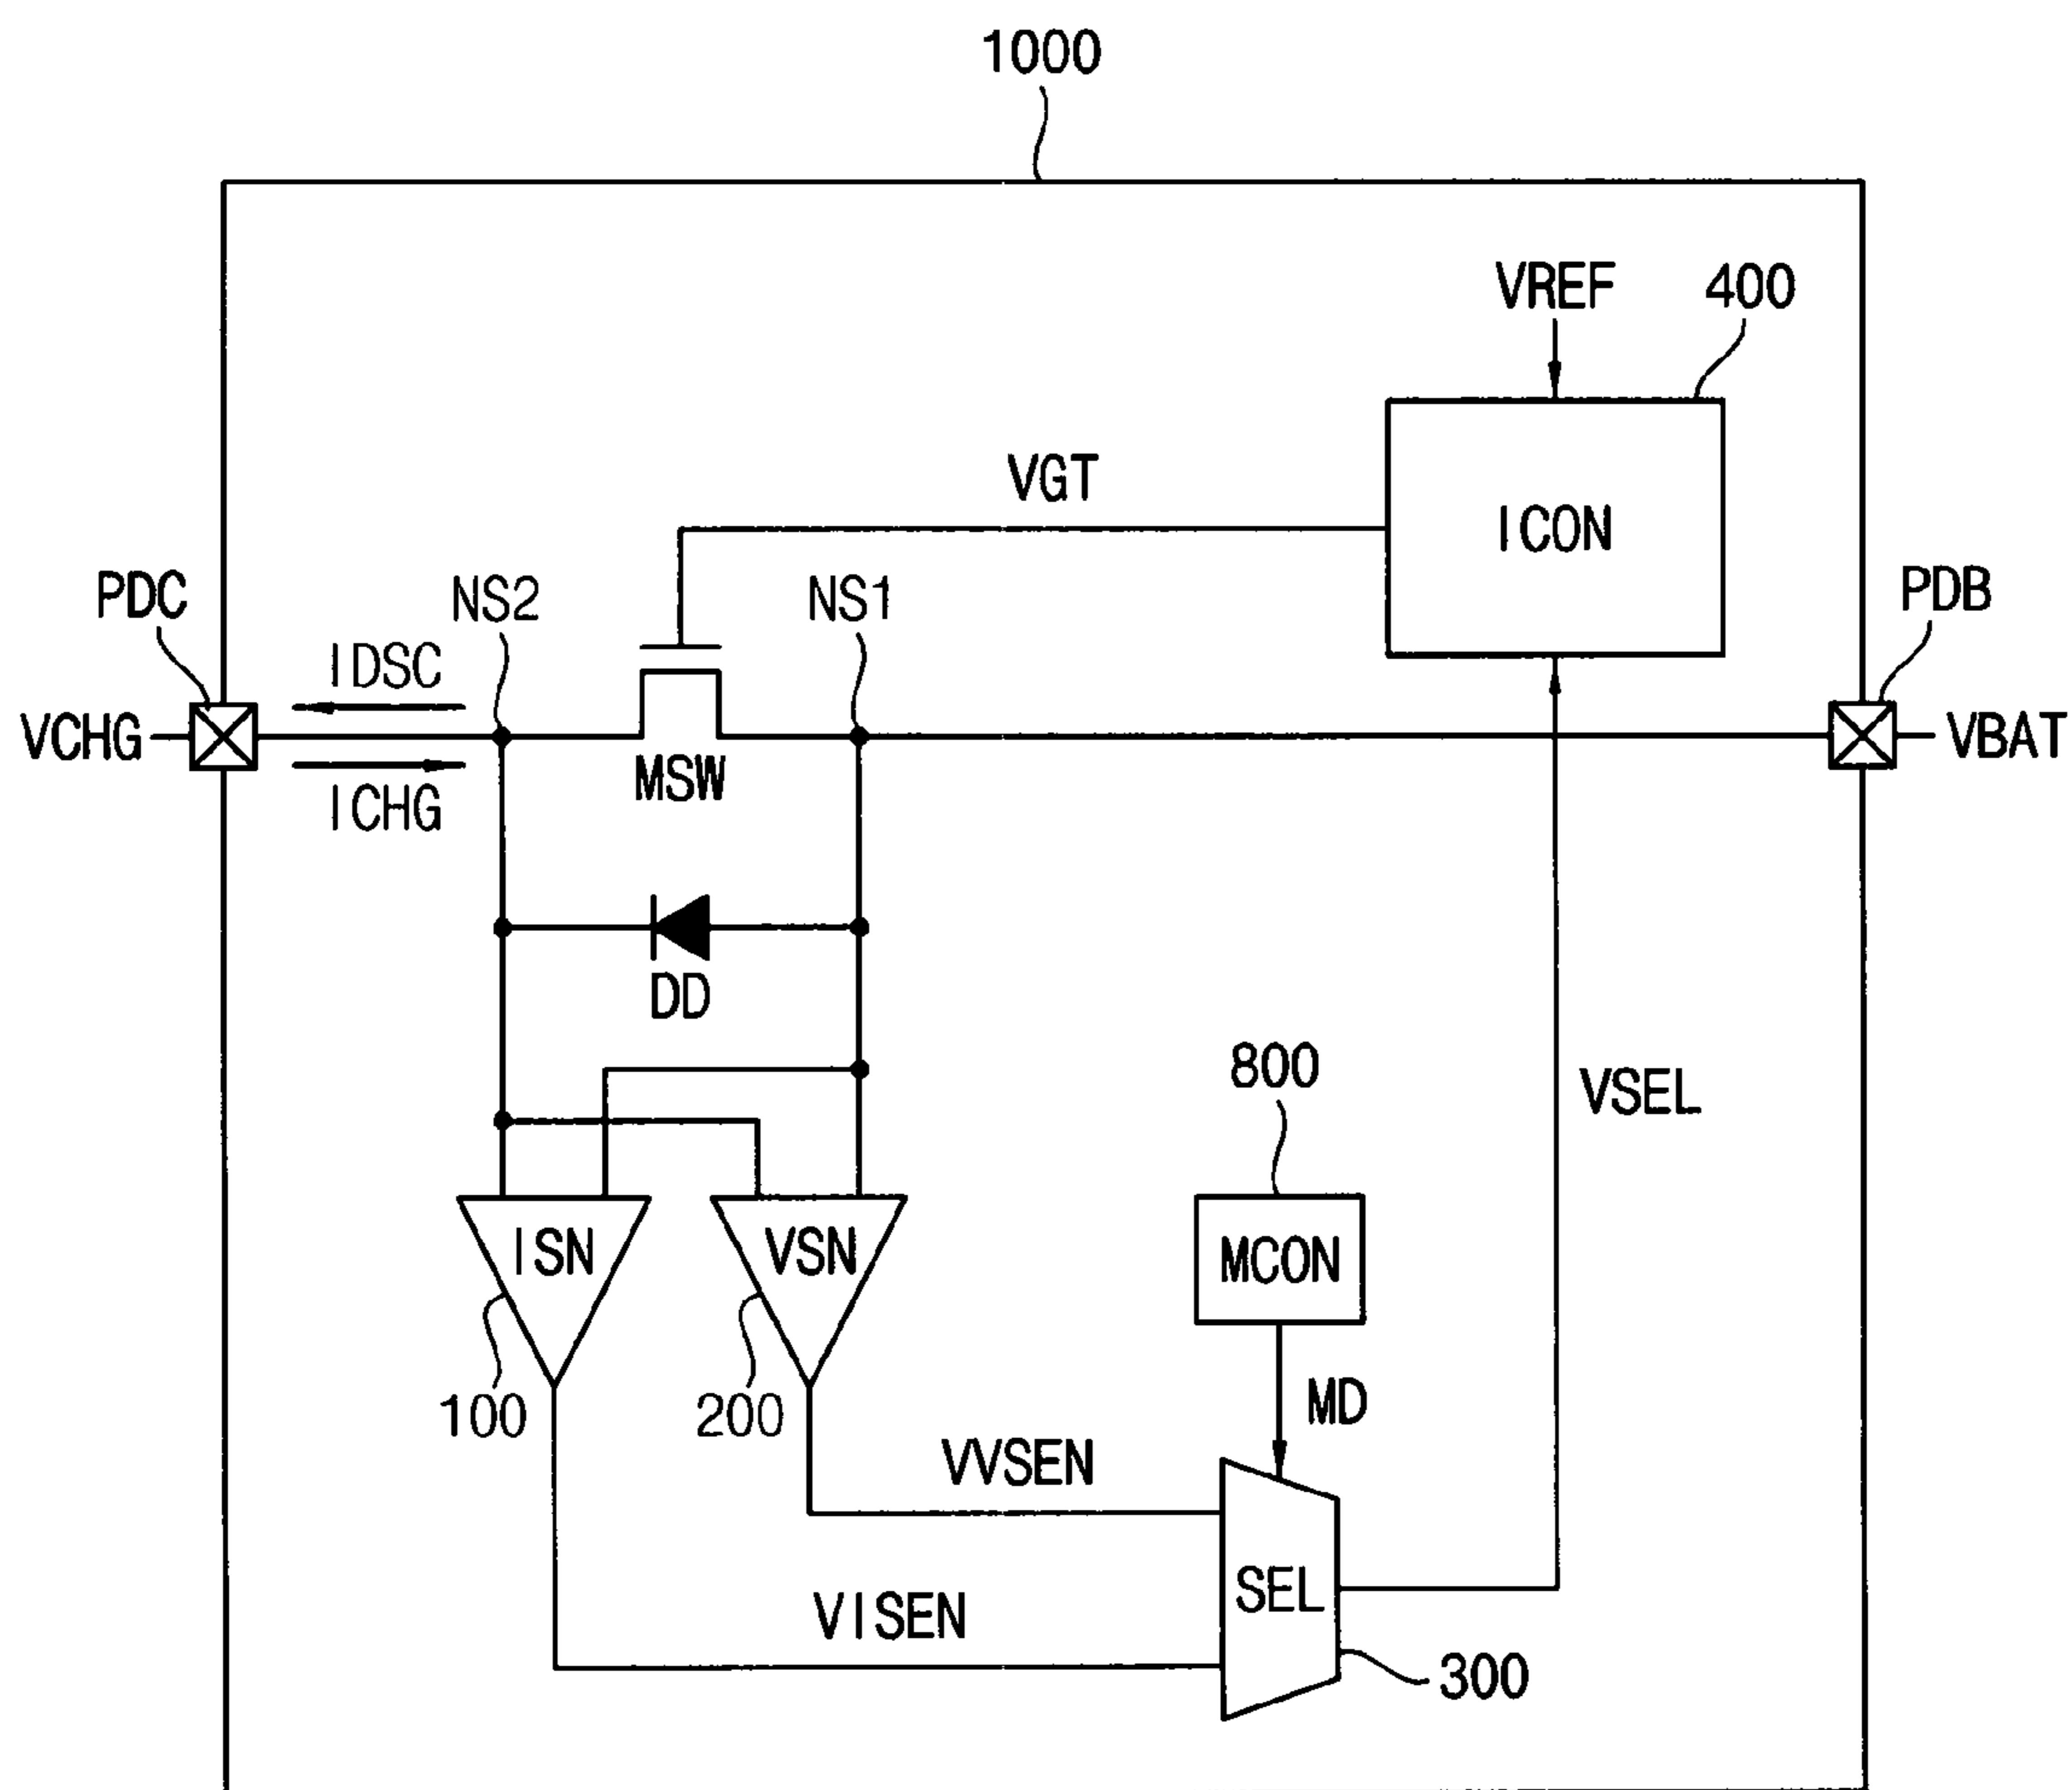 1000
VREF
400
VGT
ICON
PDC
NS2
NS1
PDB
IDSC
VCHG
VBAT
MSW
ICHG
DD
800
VSEL
ISN
VSN
MCON
100
200
MD
VVSEN
SEL
VISEN
300